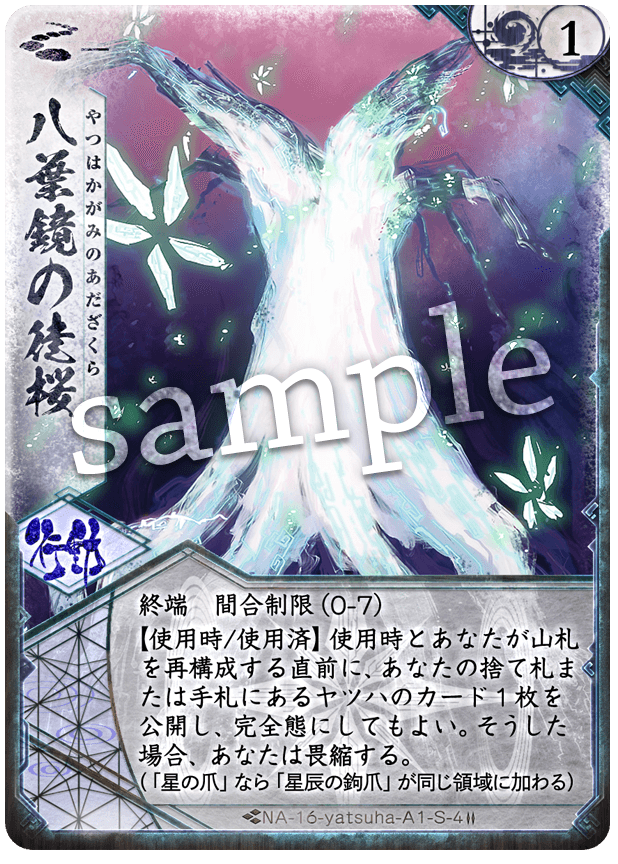 1
八葉鏡の徒桜
やつはかがみのあだざくら
sample
行動
終端　間合制限(0-7)
【使用時/使用済】使用時とあなたが山札
を再構成する直前に、あなたの捨て札ま
たは手札にあるヤツハのカード1枚を
公開し、完全態にしてもよい。そうした
場合、あなたは畏縮する。
(「星の爪」なら「星辰の鉤爪」が同じ領域に加わる)
NA-16-yatsuha-A1-S-4